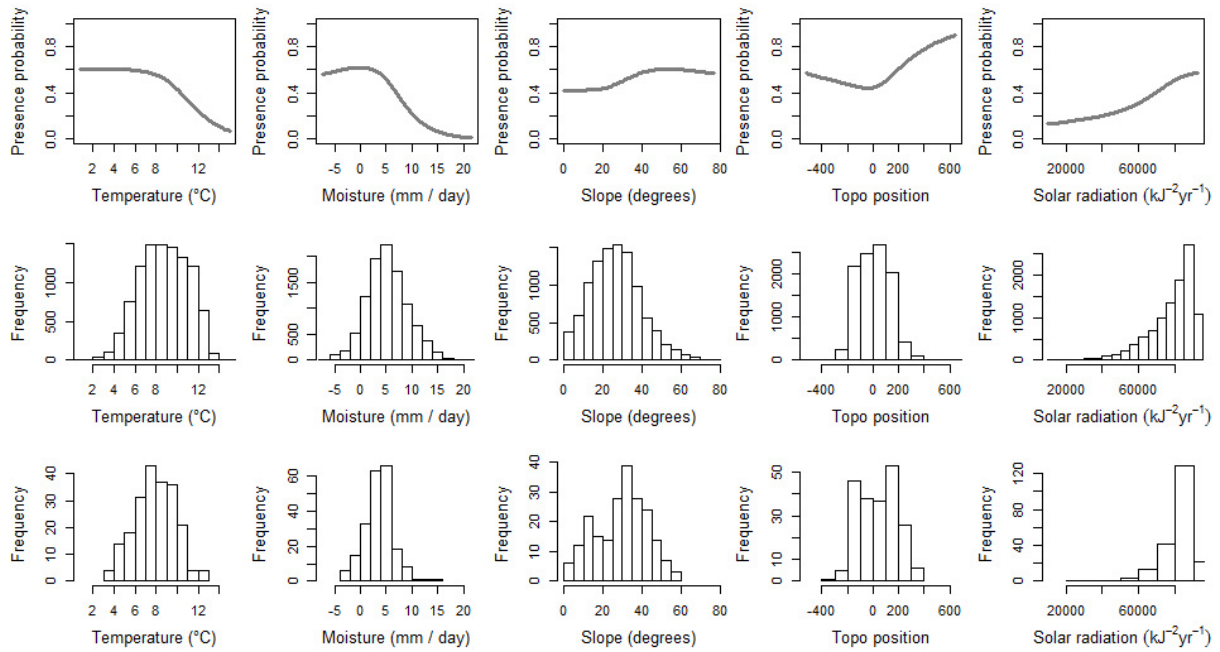 Presence probability
0.0 0.4 0.8
2 4 6 8 12
Temperature (°C)
Presence probability
0.0 0.4 0.8
-5 0 5 10 15 20
Moisture (mm / day)
Presence probability
0.0 0.4 0.8
0 20 40 60 80
Slope (degrees)
Presence probability
0.0 0.4 0.8
-400 0 200 600
Topo position
Presence probability
0.0 0.4 0.8
20000 60000
Solar radiation (kJ⁻²yr⁻¹)
Frequency
0 500 1000
2 4 6 8 12
Temperature (°C)
Frequency
0 500 1500
-5 0 5 10 15 20
Moisture (mm / day)
Frequency
0 500 1000
0 20 40 60 80
Slope (degrees)
Frequency
0 1000 2000
-400 0 200 600
Topo position
Frequency
0 1000 2000
20000 60000
Solar radiation (kJ⁻²yr⁻¹)
Frequency
0 10 20 30 40
2 4 6 8 12
Temperature (°C)
Frequency
0 20 40 60
-5 0 5 10 15 20
Moisture (mm / day)
Frequency
0 10 20 30 40
0 20 40 60 80
Slope (degrees)
Frequency
0 10 30 50
-400 0 200 600
Topo position
Frequency
0 40 80 120
20000 60000
Solar radiation (kJ⁻²yr⁻¹)